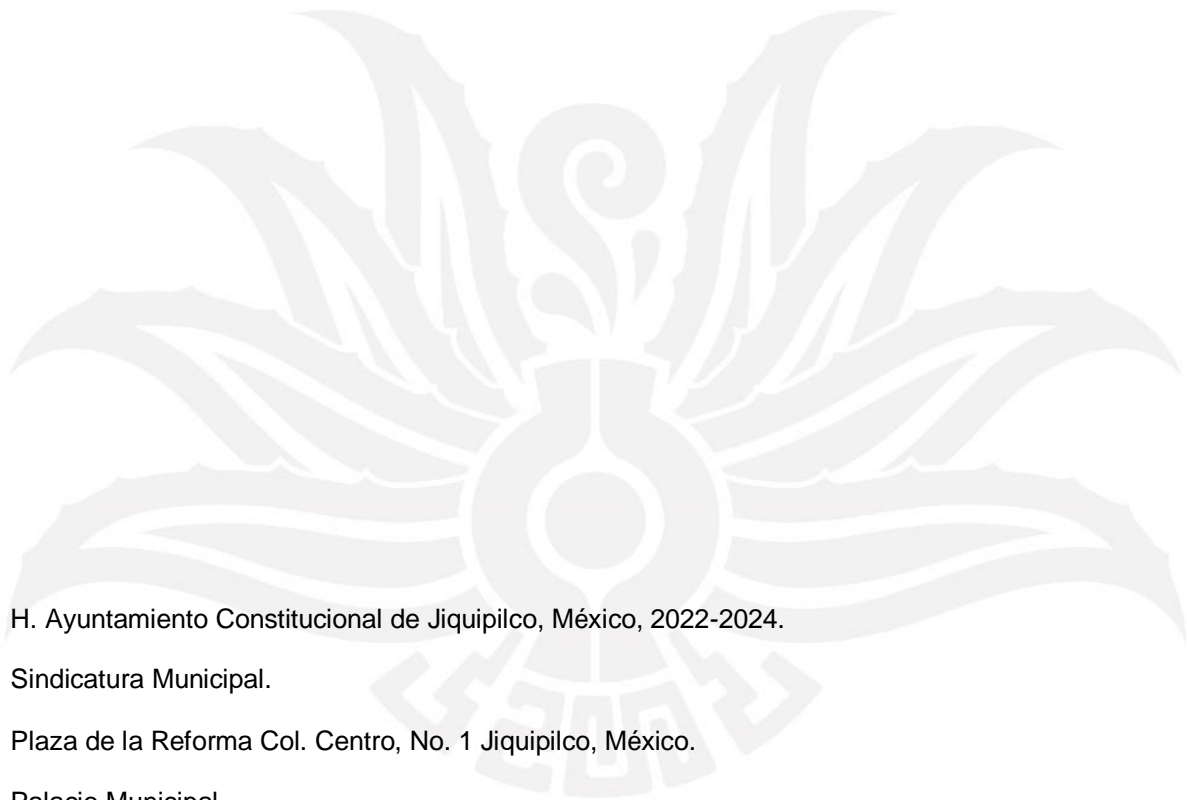 H. Ayuntamiento Constitucional de Jiquipilco, México, 2022-2024.
Sindicatura Municipal.
Plaza de la Reforma Col. Centro, No. 1 Jiquipilco, México.
Palacio Municipal